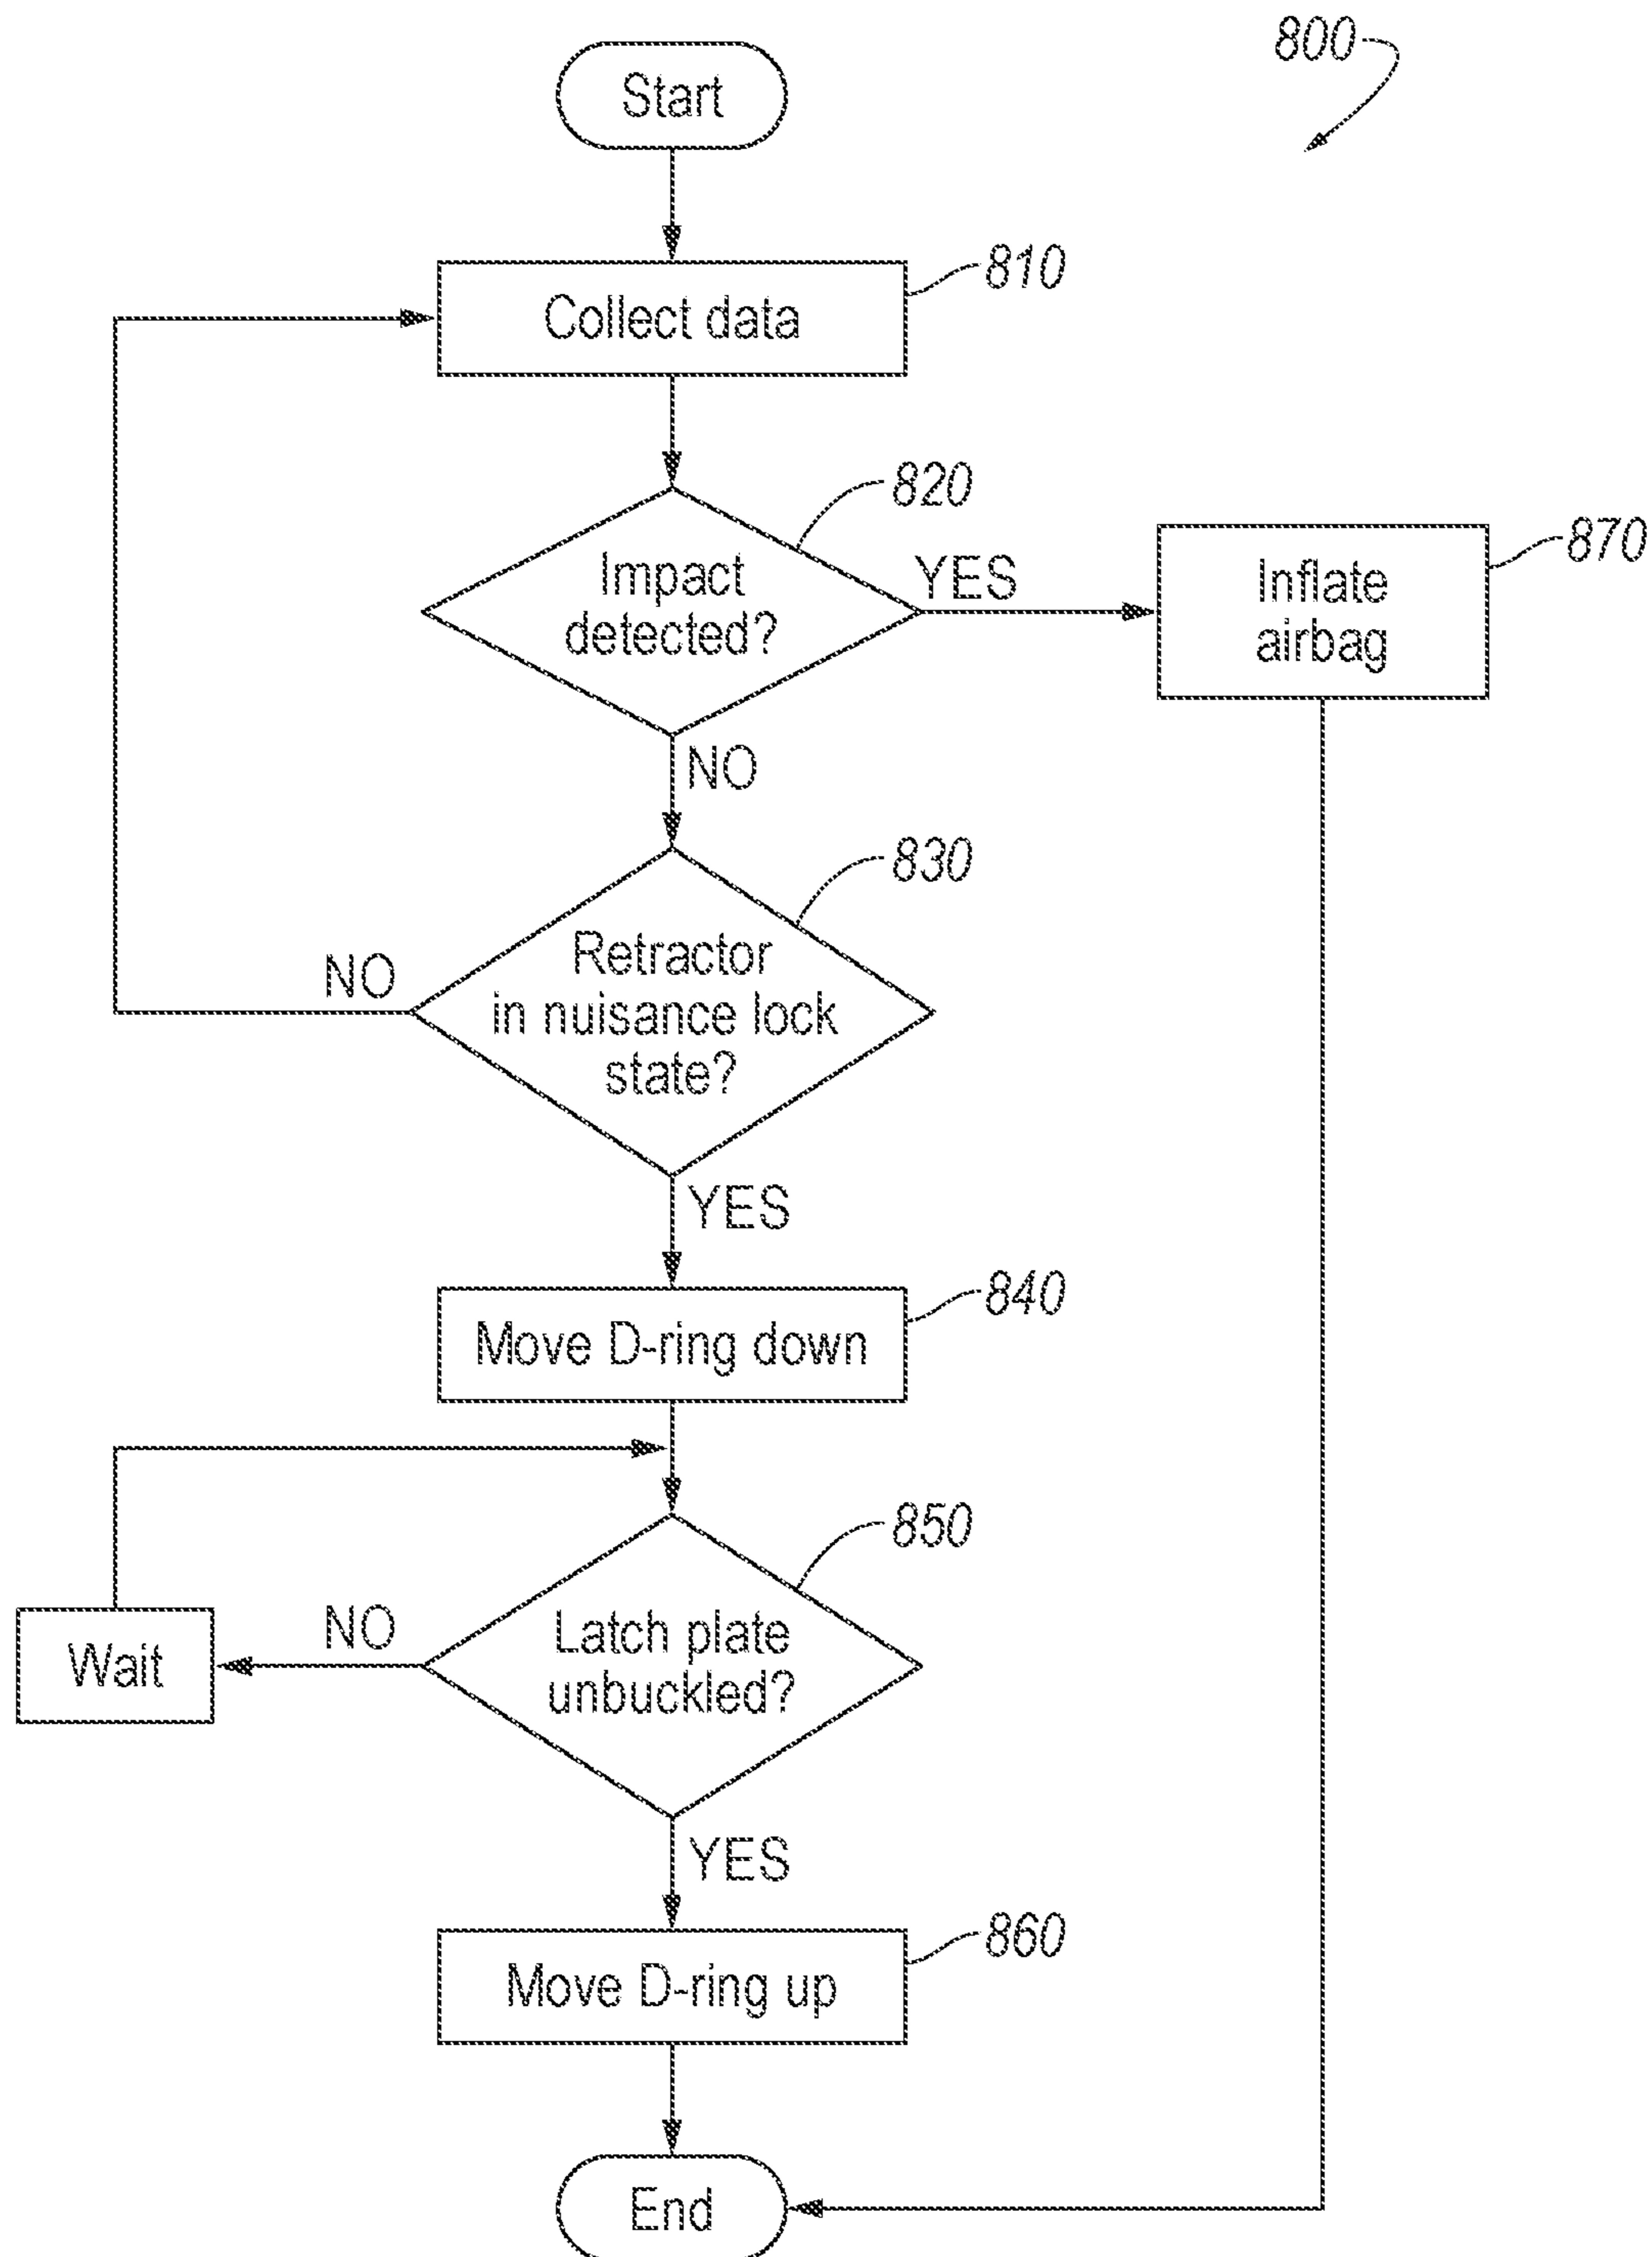 800
Start
810
Collect data
820
Impact
detected?
YES
870
Inflate
airbag
NO
830
Retractor
in nuisance lock
state?
NO
YES
840
Move D-ring down
850
Latch plate
unbuckled?
NO
Wait
YES
860
Move D-ring up
End